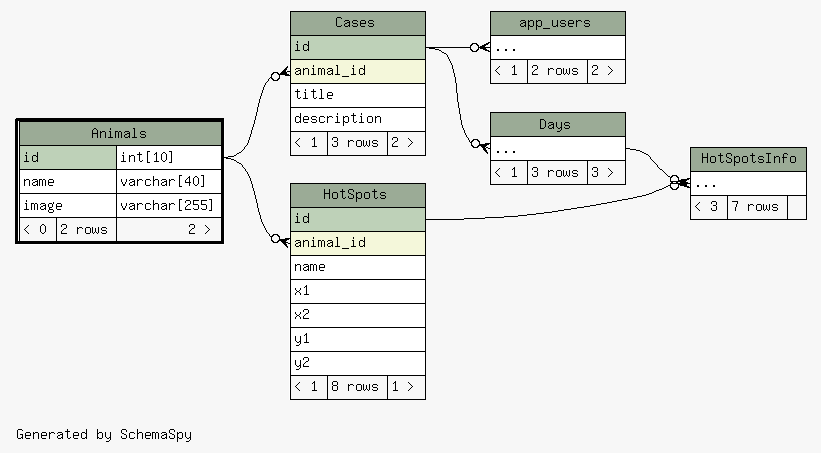 Animals
id int[10]
name varchar[40]
image varchar[255]
< 0 2 rows 2 >
Cases
id
animal_id
title
description
< 1 3 rows 2 >
HotSpots
id
animal_id
name
x1
x2
y1
y2
< 1 8 rows 1 >
app_users
...
< 1 2 rows 2 >
Days
...
< 1 3 rows 3 >
HotSpotsInfo
...
< 3 7 rows
Generated by SchemaSpy